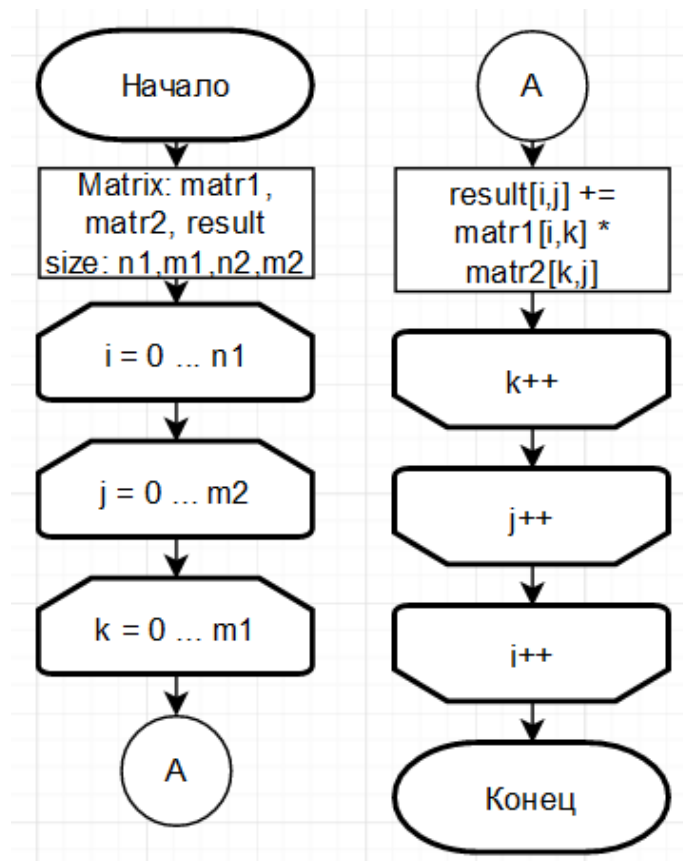 Начало
Matrix: matr1,
matr2, result
size: n1,m1,n2,m2
i = 0 ... n1
j = 0 ... m2
k = 0 ... m1
A
A
result[i,j] +=
matr1[i,k] *
matr2[k,j]
k++
j++
i++
Конец